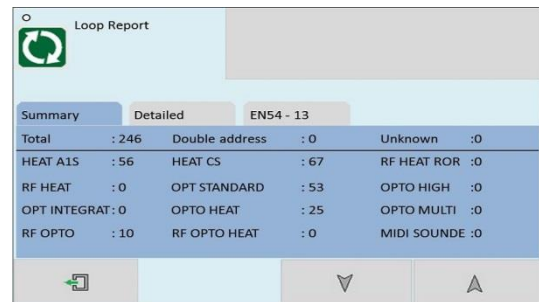 Loop Report
Summary Detailed EN54 - 13
Total : 246 Double address : 0 Unknown :0
HEAT A1S : 56 HEAT CS : 67 RF HEAT ROR :0
RF HEAT : 0 OPT STANDARD : 53 OPTO HIGH :0
OPT INTEGRAT: 0 OPTO HEAT : 25 OPTO MULTI :0
RF OPTO : 10 RF OPTO HEAT : 0 MIDI SOUNDE :0